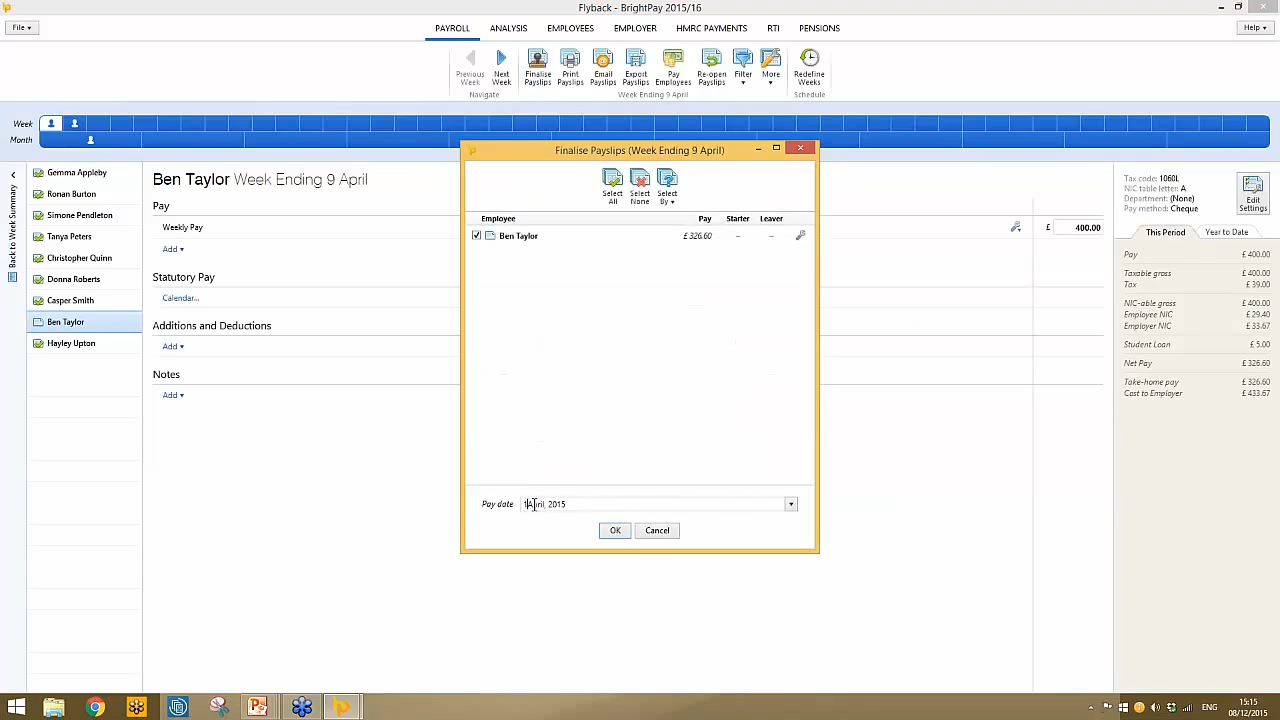 Flyback - BrightPay 2015/16
File
PAYROLL ANALYSIS EMPLOYEES EMPLOYER HMRC PAYMENTS RTI PENSIONS
Help
Previous Week
Next Week
Finalise Payslips
Print Payslips
Email Payslips
Export Payslips
Pay Employees
Re-open Payslips
Filter
More
Redefine Weeks
Navigate
Week Ending 9 April
Schedule
Week
Month
Back to Weekly Summary
Gemma Appleby
Ronan Burton
Simone Pendleton
Tanya Peters
Christopher Quinn
Donna Roberts
Casper Smith
Ben Taylor
Hayley Upton
Ben Taylor Week Ending 9 April
Pay
Weekly Pay
£ 400.00
Add
Statutory Pay
Calendar...
Additions and Deductions
Add
Notes
Add
Finalise Payslips (Week Ending 9 April)
Select All
Select None
Select By
Employee Pay Starter Leaver
Ben Taylor £ 326.60 – –
Pay date
April, 2015
OK Cancel
Tax code: 1060L
NIC table letter A
Department: (None)
Pay method: Cheque
Edit Settings
This Period Year to Date
Pay £ 400.00
Taxable gross £ 400.00
Tax £ 39.00
NIC-able gross £ 400.00
Employee NIC £ 29.40
Employer NIC £ 33.67
Student Loan £ 5.00
Net Pay £ 326.60
Take-home pay £ 326.60
Cost to Employer £ 433.67
ENG
15:15
08/12/2015